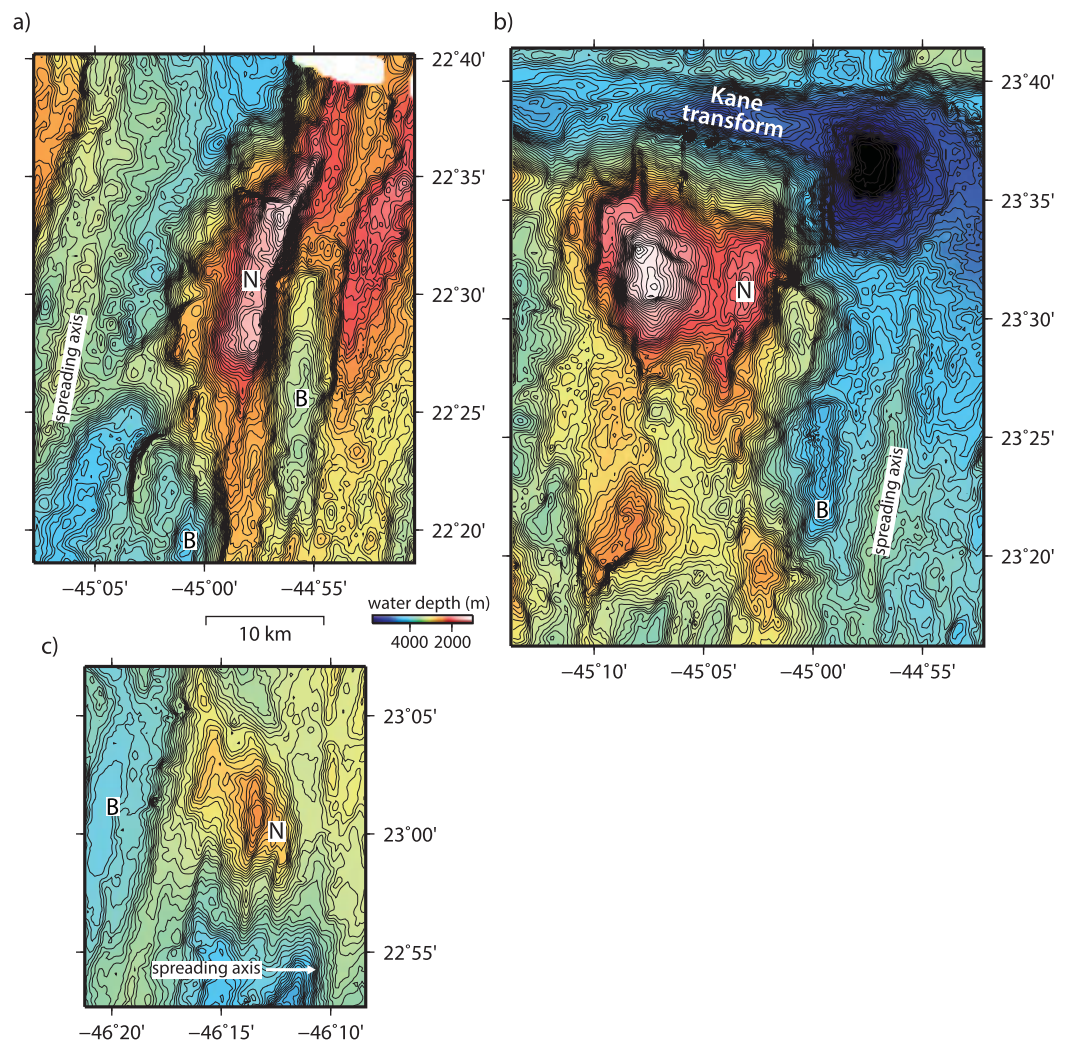 a)
22°40'
22°35'
22°30'
22°25'
22°20'
N
B
B
spreading axis
−45°05'
−45°00'
−44°55'
10 km
water depth (m)
4000 2000
b)
Kane
transform
23°40'
23°35'
23°30'
23°25'
23°20'
N
B
spreading axis
−45°10'
−45°05'
−45°00'
−44°55'
c)
23°05'
23°00'
22°55'
B
N
spreading axis
−46°20'
−46°15'
−46°10'